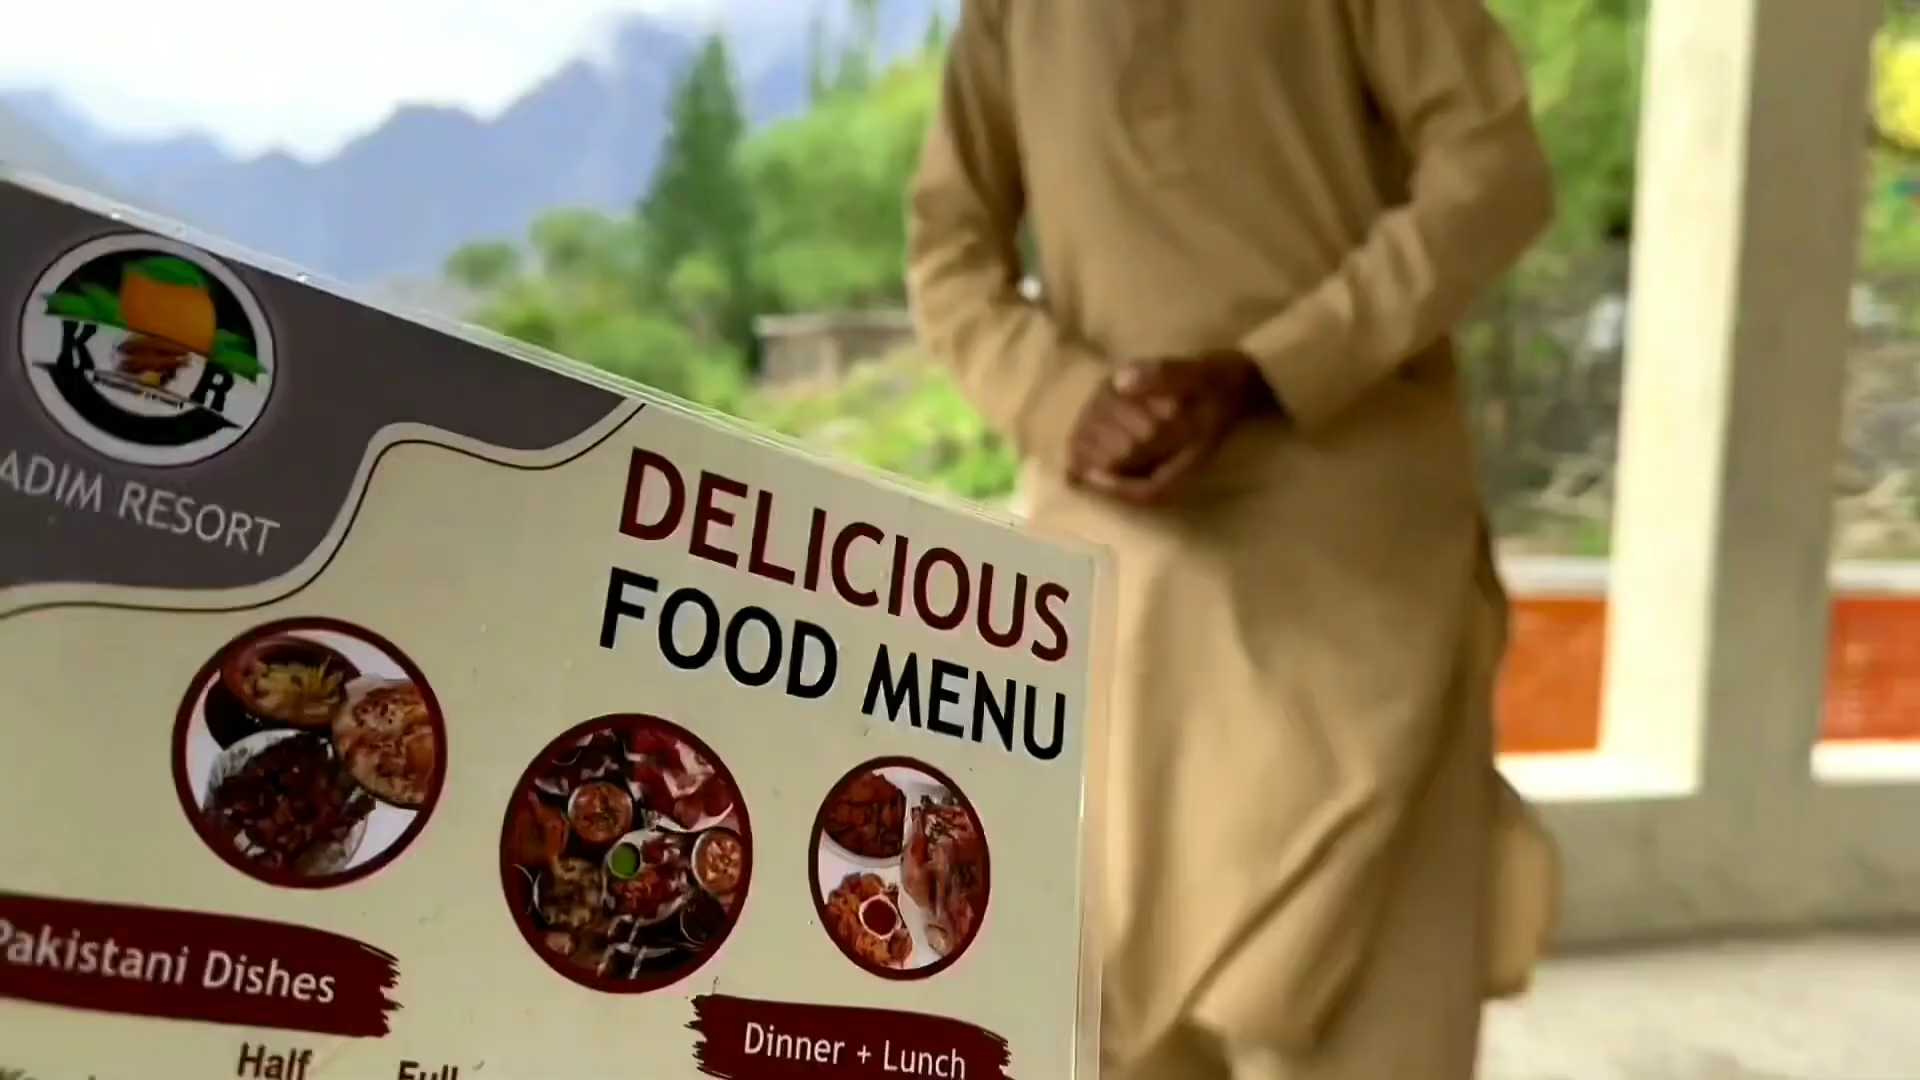 K R
ADIM RESORT
DELICIOUS
FOOD MENU
Pakistani Dishes
Dinner + Lunch
Half Full